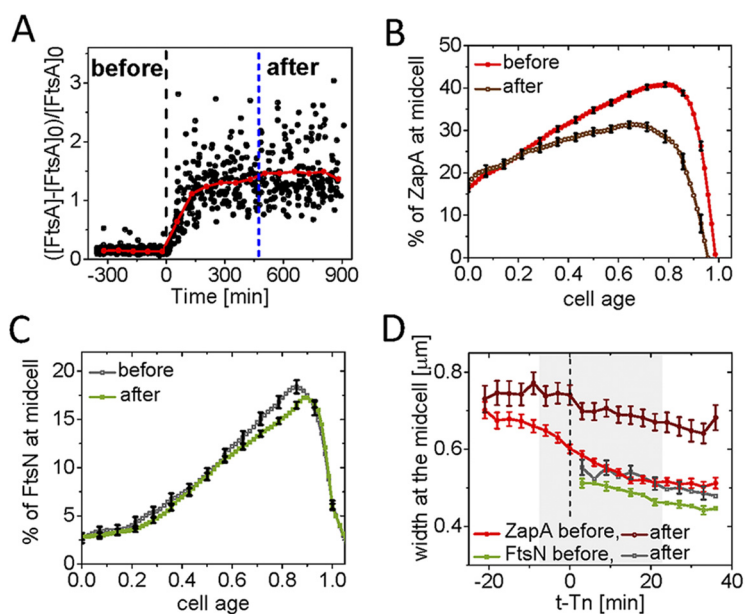 A
before
after
([FtsA]-[FtsA]0)/[FtsA]0
3
2
1
0
-300
0
300
600
900
Time [min]
B
before
after
% of ZapA at midcell
50
40
30
20
10
0
0.0
0.2
0.4
0.6
0.8
1.0
cell age
C
before
after
% of FtsN at midcell
20
15
10
5
0
0.0
0.2
0.4
0.6
0.8
1.0
cell age
D
width at the midcell [µm]
0.8
0.6
0.4
ZapA before, after
FtsN before, after
-20
0
20
40
t-Tn [min]